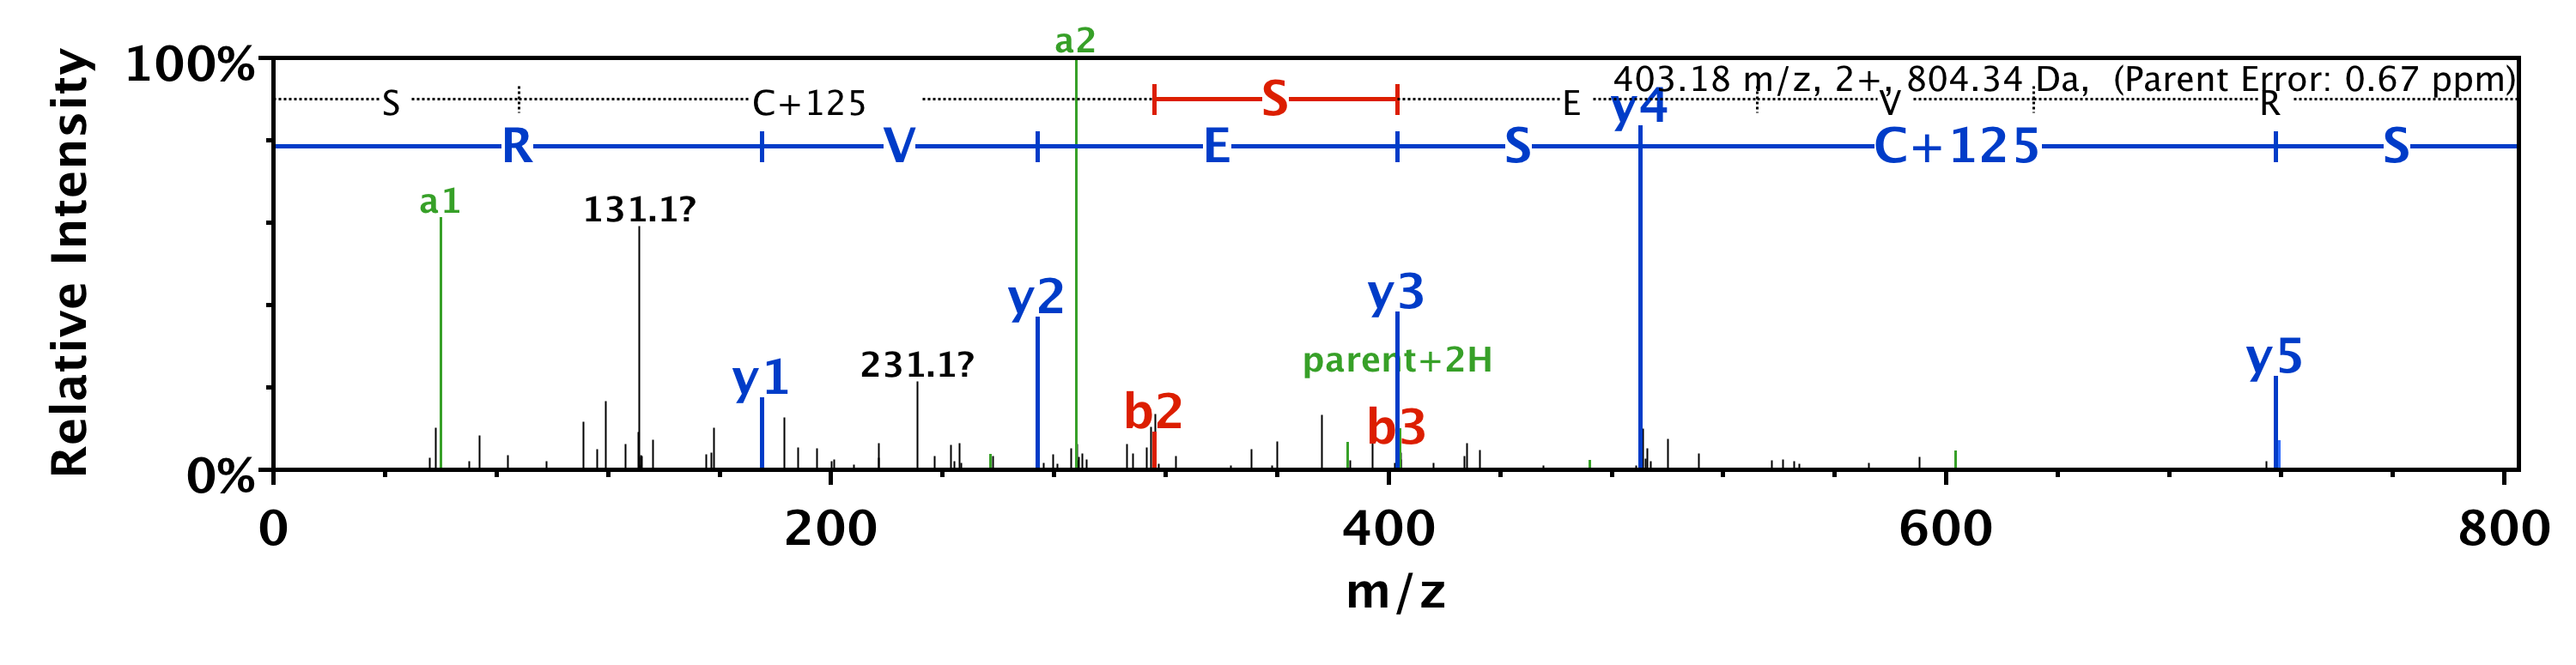 a2
100%
403.18 m/z, 2+, 804.34 Da, (Parent Error: 0.67 ppm)
S C+125 S E V R
y4
R V E S C+125 S
a1
131.1?
y2
y3
231.1?
parent+2H
y5
y1
b2
b3
0%
0 200 400 600 800
m/z
Relative Intensity